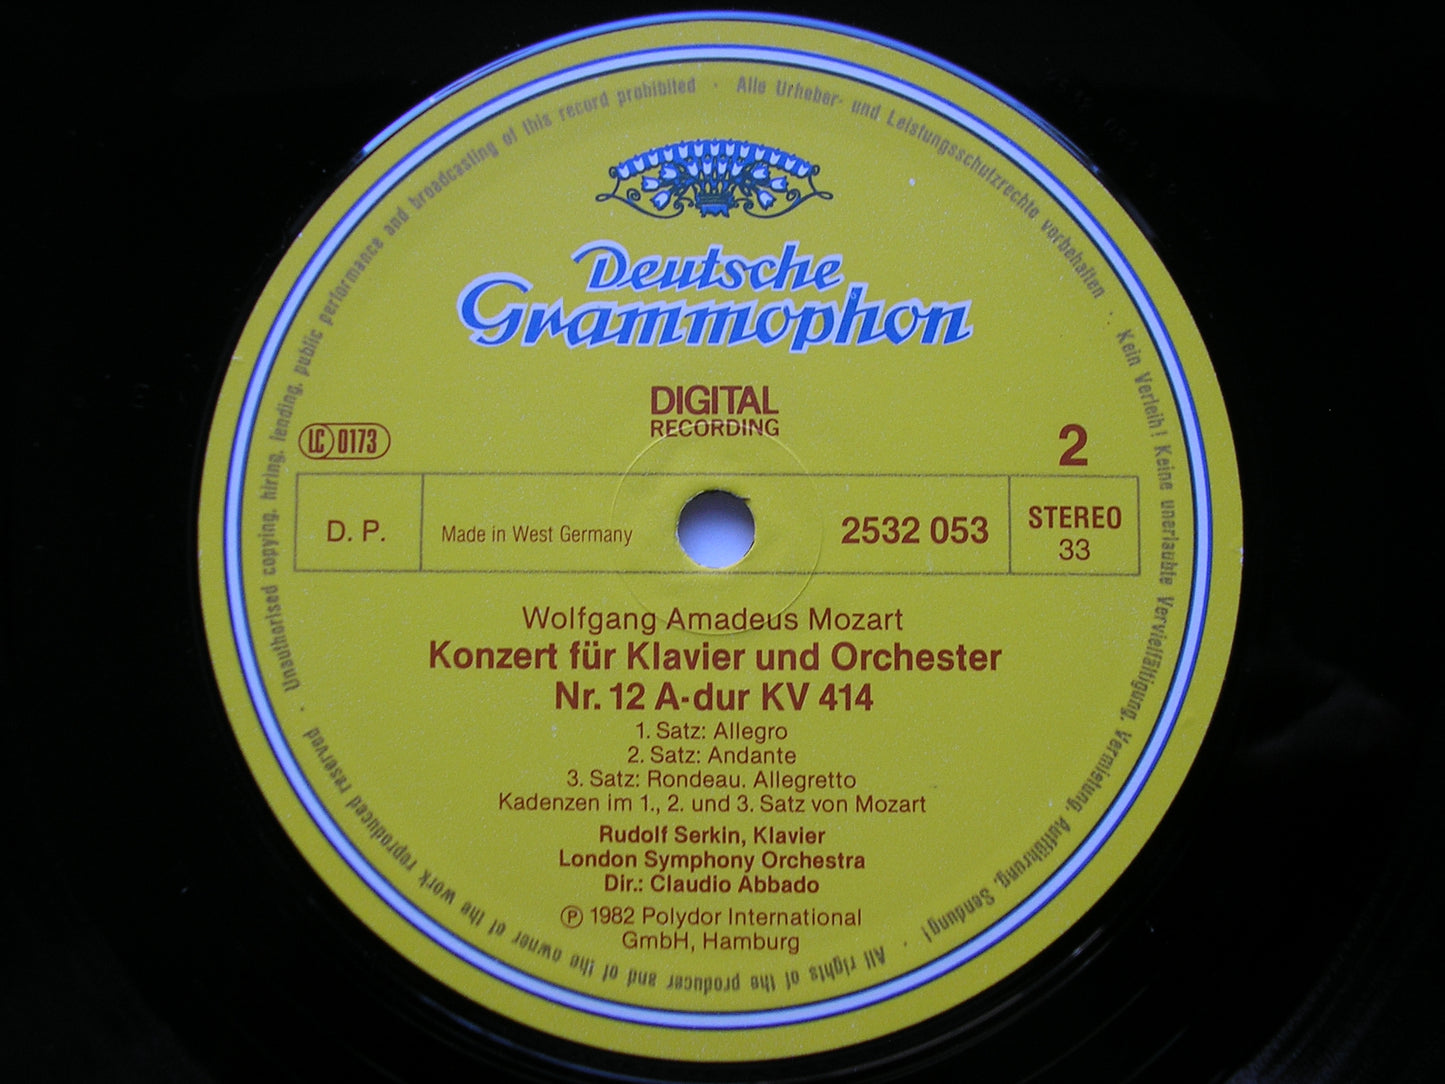 Deutsche
Grammophon
DIGITAL
RECORDING
LC 0173
2
D. P.
Made in West Germany
2532 053
STEREO
33
Wolfgang Amadeus Mozart
Konzert für Klavier und Orchester
Nr. 12 A-dur KV 414
1. Satz: Allegro
2. Satz: Andante
3. Satz: Rondeau. Allegretto
Kadenzen im 1., 2. und 3. Satz von Mozart
Rudolf Serkin, Klavier
London Symphony Orchestra
Dir.: Claudio Abbado
℗ 1982 Polydor International
GmbH, Hamburg
Alle Urheber- und Leistungsschutzrechte vorbehalten · Kein Verleih! Keine unerlaubte Vervielfältigung, Vermietung, Aufführung, Sendung! · All rights of the producer and of the owner of the work reproduced reserved · Unauthorised copying, hiring, lending, public performance and broadcasting of this record prohibited ·